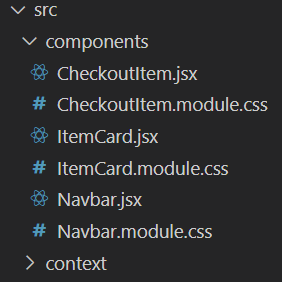 src
components
CheckoutItem.jsx
# CheckoutItem.module.css
ItemCard.jsx
# ItemCard.module.css
Navbar.jsx
# Navbar.module.css
context